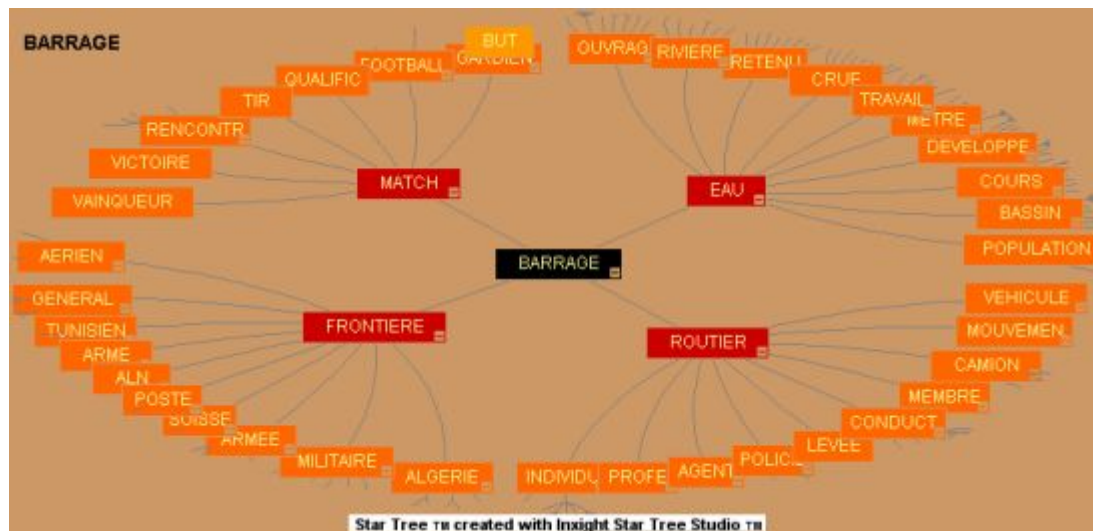 BARRAGE
BUT
GARDIEN
FOOTBALL
QUALIFIC
TIR
RENCONTR
VICTOIRE
VAINQUEUR
MATCH
OUVRAG
RIVIERE
RETENU
CRUE
TRAVAIL
METRE
DEVELOPPE
COURS
BASSIN
POPULATION
EAU
BARRAGE
AERIEN
GENERAL
TUNISIEN
ARME
ALN
POSTE
SUISSE
ARMEE
MILITAIRE
ALGERIE
FRONTIERE
VEHICULE
MOUVEMEN
CAMION
MEMBRE
CONDUCT
LEVEE
POLICE
AGENT
PROFE
INDIVIDU
ROUTIER
Star Tree TM created with Inxight Star Tree Studio TM